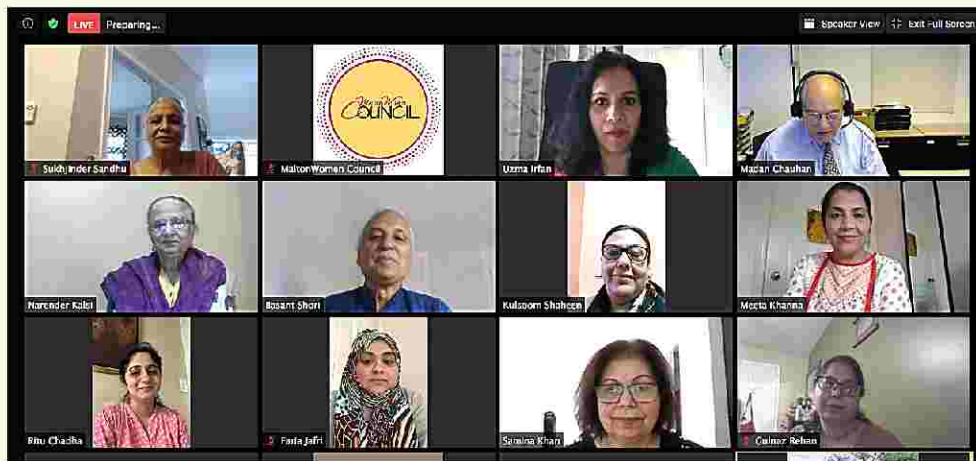 LIVE Preparing...
Speaker View Exit Full Screen
COUNCIL
Sukhjinder Sandhu
MaltonWomen Council
Uzma Irfan
Madan Chauhan
Narender Kalsi
Basant Shori
Kulsoom Shaheen
Meeta Khanna
Ritu Chadha
Faria Jafri
Samina Khan
Gulnaz Rehan